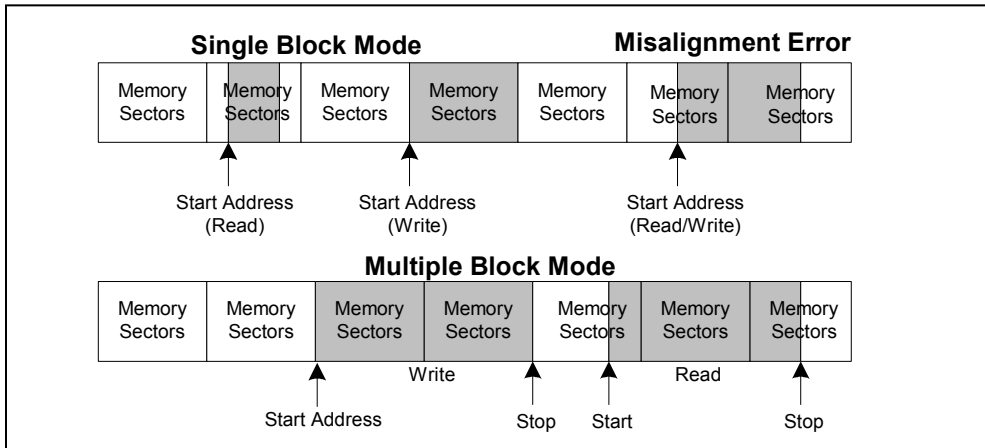 Single Block Mode
Misalignment Error
Memory Memory Memory Memory Memory Memory Memory
Sectors Sectors Sectors Sectors Sectors Sectors Sectors
Start Address Start Address Start Address
(Read) (Write) (Read/Write)
Multiple Block Mode
Memory Memory Memory Memory Memory Memory Memory
Sectors Sectors Sectors Sectors Sectors Sectors Sectors
Write Read
Start Address Stop Start Stop